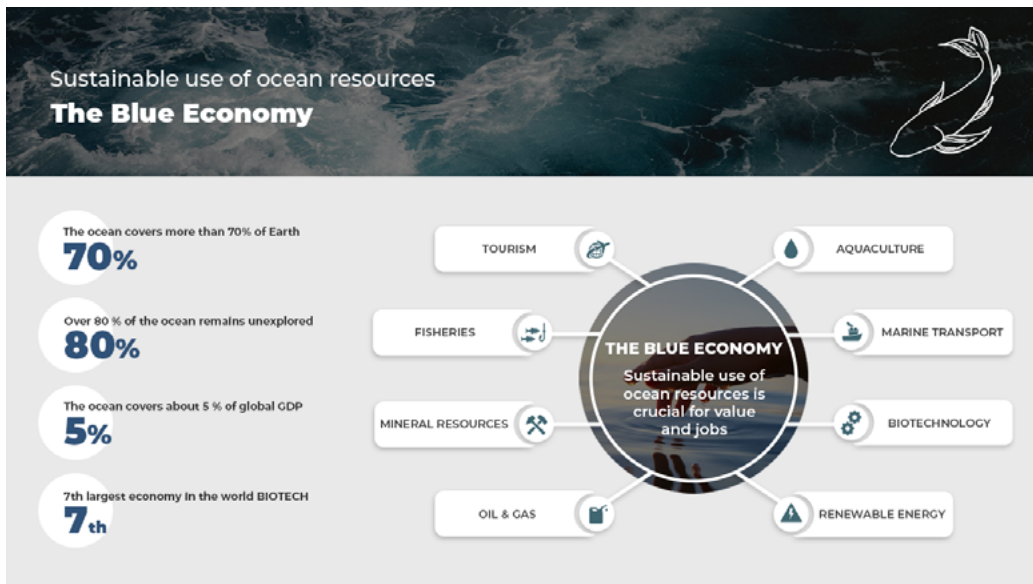 Sustainable use of ocean resources
The Blue Economy
The ocean covers more than 70% of Earth
70%
Over 80 % of the ocean remains unexplored
80%
The ocean covers about 5 % of global GDP
5%
7th largest economy In the world BIOTECH
7th
TOURISM
FISHERIES
MINERAL RESOURCES
OIL & GAS
THE BLUE ECONOMY
Sustainable use of
ocean resources is
crucial for value
and jobs
AQUACULTURE
MARINE TRANSPORT
BIOTECHNOLOGY
RENEWABLE ENERGY